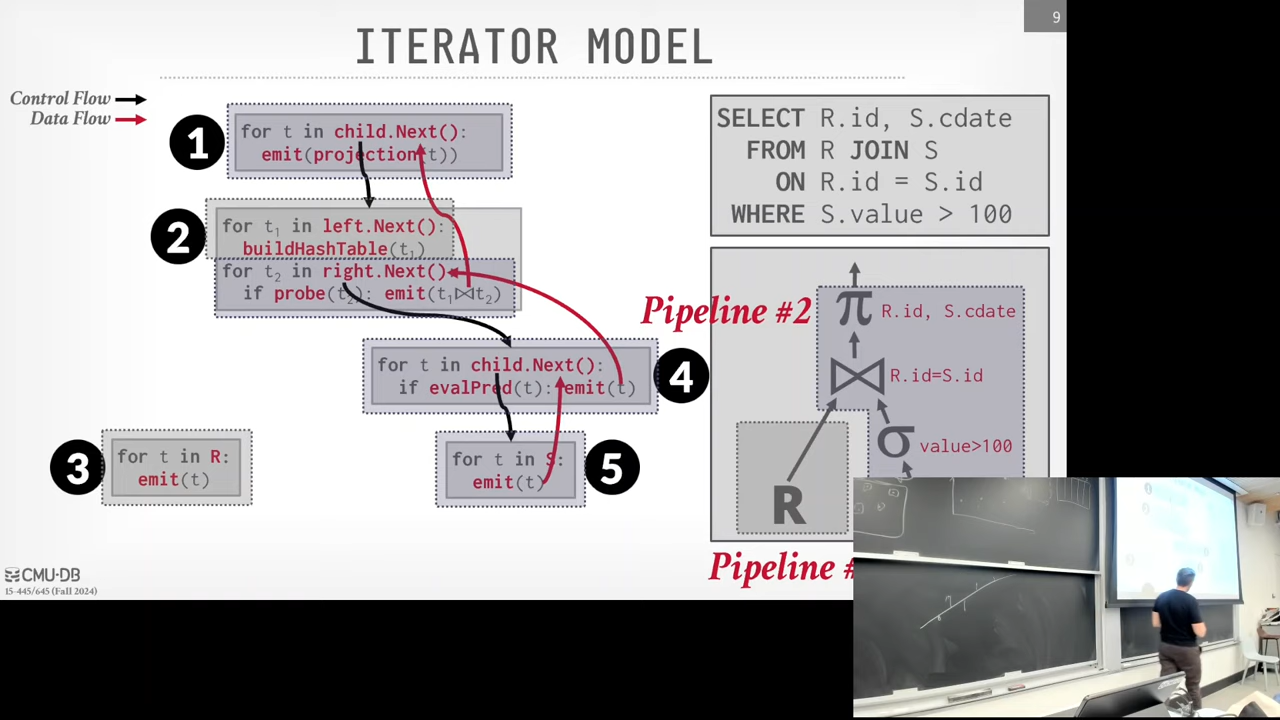 9
ITERATOR MODEL
Control Flow
Data Flow
1
for t in child.Next():
emit(projection(t))
2
for t₁ in left.Next():
buildHashTable(t₁)
for t₂ in right.Next():
if probe(t₂): emit(t₁⨝t₂)
4
for t in child.Next():
if evalPred(t): emit(t)
3
for t in R:
emit(t)
5
for t in S:
emit(t)
SELECT R.id, S.cdate
FROM R JOIN S
ON R.id = S.id
WHERE S.value > 100
Pipeline #2
π R.id, S.cdate
⨝ R.id=S.id
σ value>100
R
Pipeline #
CMU·DB
15-445/645 (Fall 2024)